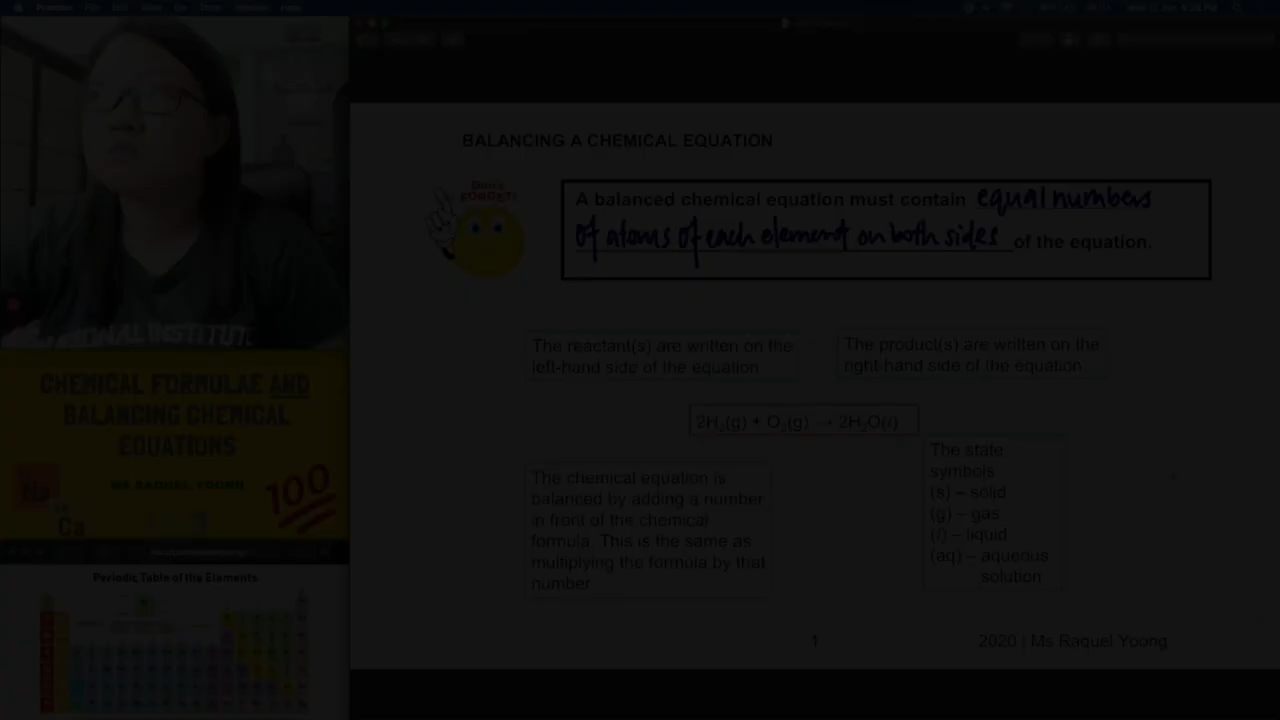 BALANCING A CHEMICAL EQUATION
DON'T
FORGET!
A balanced chemical equation must contain equal numbers
of atoms of each element on both sides of the equation.
The reactant(s) are written on the
left-hand side of the equation
The product(s) are written on the
right-hand side of the equation
2H₂(g) + O₂(g) → 2H₂O(l)
The chemical equation is
balanced by adding a number
in front of the chemical
formula. This is the same as
multiplying the formula by that
number
The state
symbols
(s) – solid
(g) – gas
(l) – liquid
(aq) – aqueous
solution
1
2020 | Ms Raquel Yoong
CHEMICAL FORMULAE AND
BALANCING CHEMICAL
EQUATIONS
MS RAQUEL YOONG
Na
Ca
100
Periodic Table of the Elements